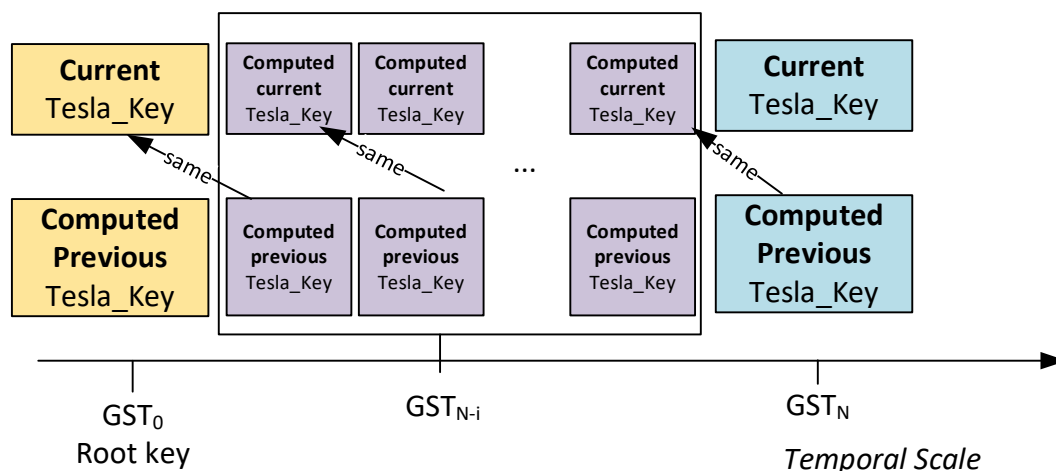 Current
Tesla_Key
Computed
current
Tesla_Key
Computed
current
Tesla_Key
Computed
current
Tesla_Key
Current
Tesla_Key
same
same
...
same
Computed
Previous
Tesla_Key
Computed
previous
Tesla_Key
Computed
previous
Tesla_Key
Computed
previous
Tesla_Key
Computed
Previous
Tesla_Key
GST0
Root key
GSTN-i
GSTN
Temporal Scale